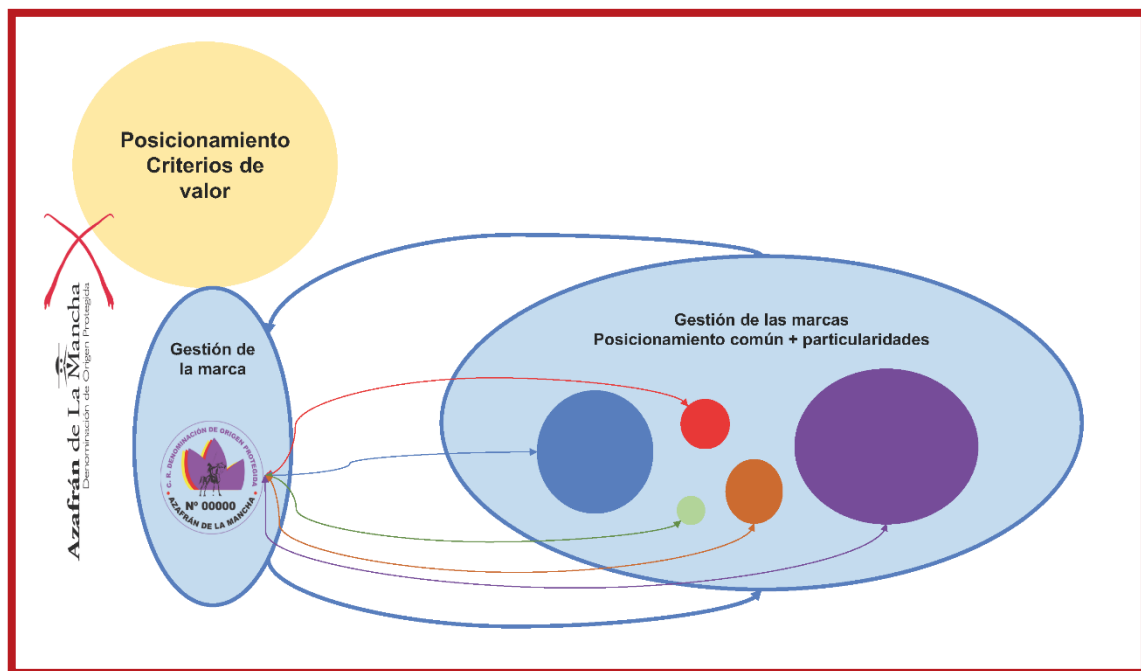 Posicionamiento
Criterios de
valor
Azafrán de La Mancha
Denominación de Origen Protegida
Gestión de
la marca
C. R. DENOMINACIÓN DE ORIGEN PROTEGIDA
Nº 00000
AZAFRÁN DE LA MANCHA
Gestión de las marcas
Posicionamiento común + particularidades